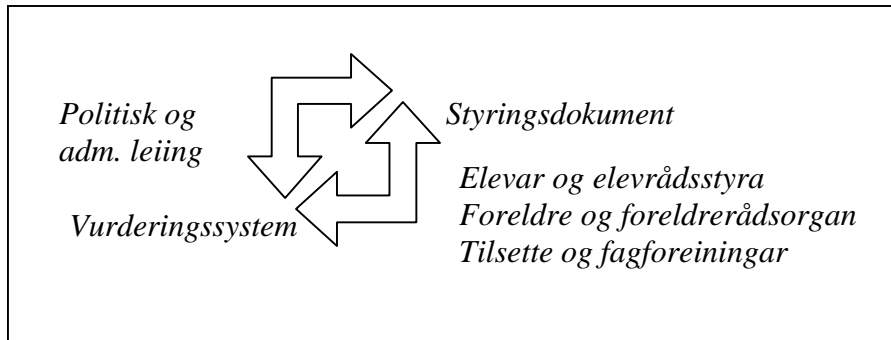 Politisk og
adm. leiing
Styringsdokument
Vurderingssystem
Elevar og elevrådsstyra
Foreldre og foreldrerådsorgan
Tilsette og fagforeiningar